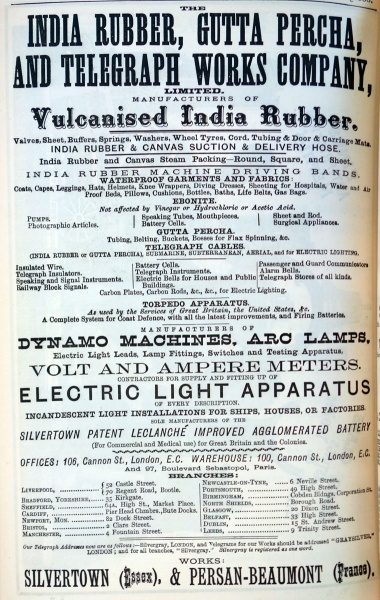 THE
INDIA RUBBER, GUTTA PERCHA,
AND TELEGRAPH WORKS COMPANY,
LIMITED.
MANUFACTURERS OF
Vulcanised India Rubber.
Valves, Sheet, Buffers, Springs, Washers, Wheel Tyres, Cord, Tubing & Door & Carriage Mats.
INDIA RUBBER & CANVAS SUCTION & DELIVERY HOSE.
India Rubber and Canvas Steam Packing—Round, Square, and Sheet.
INDIA RUBBER MACHINE DRIVING BANDS.
WATERPROOF GARMENTS AND FABRICS:
Coats, Capes, Leggings, Hats, Helmets, Knee Wrappers, Diving Dresses, Sheeting for Hospitals, Water and Air
Proof Beds, Pillows, Cushions, Bottles, Baths, Life Belts, Gas Bags.
EBONITE.
Not affected by Vinegar or Hydrochloric or Acetic Acid.
PUMPS. Speaking Tubes, Mouthpieces. Sheet and Rod.
Photographic Articles. Battery Cells. Surgical Appliances.
GUTTA PERCHA.
Tubing, Belting, Buckets, Bosses for Flax Spinning, &c.
TELEGRAPH CABLES.
(INDIA RUBBER or GUTTA PERCHA), SUBMARINE, SUBTERRANEAN, AERIAL, and for ELECTRIC LIGHTING.
Insulated Wire. Battery Cells. Passenger and Guard Communicators
Telegraph Insulators. Telegraph Instruments. Alarm Bells.
Speaking and Signal Instruments. Electric Bells for Houses and Public Telegraph Stores of all kinds.
Railway Block Signals. Buildings.
Carbon Plates, Carbon Rods, &c., &c., for Electric Lighting.
TORPEDO APPARATUS.
As used by the Services of Great Britain, the United States, &c.
A Complete System for Coast Defence, with all the latest improvements, and Firing Batteries.
MANUFACTURERS OF
DYNAMO MACHINES, ARC LAMPS,
Electric Light Leads, Lamp Fittings, Switches and Testing Apparatus.
VOLT AND AMPERE METERS.
CONTRACTORS FOR SUPPLY AND FITTING UP OF
ELECTRIC LIGHT APPARATUS
OF EVERY DESCRIPTION.
INCANDESCENT LIGHT INSTALLATIONS FOR SHIPS, HOUSES, OR FACTORIES.
SOLE MANUFACTURERS OF THE
SILVERTOWN PATENT LECLANCHÉ IMPROVED AGGLOMERATED BATTERY
(For Commercial and Medical use) for Great Britain and the Colonies.
OFFICES: 106, Cannon St., London, E.C. WAREHOUSE: 100, Cannon St., London, E.C.
And 97, Boulevard Sebastopol, Paris.
BRANCHES:
LIVERPOOL, 52 Castle Street.
70 Regent Road, Bootle.
BRADFORD, YORKSHIRE, Kirkgate.
SHEFFIELD, 64A, High St., Market Place.
CARDIFF, Pier Head Chmbrs., Bute Docks.
NEWPORT, MON. Dock Street.
BRISTOL, 2 Clare Street.
MANCHESTER, 4 Fountain Street.
NEWCASTLE-ON-TYNE, 6 Neville Street.
PORTSMOUTH, 49 High Street.
BIRMINGHAM, Cobden Bdngs, Corporation St.
NORTH SHIELDS, Borough Road.
GLASGOW, Dixon Street.
BELFAST, 33 High Street.
DUBLIN, 15 St. Andrew Street.
LEEDS, 9 Trinity Street.
Our Telegraph Addresses now are as follows:—Silvergray, LONDON, and Telegrams for our Works should be addressed
LONDON; and for all branches, "Silvergray." Silvergray is registered as one word.
WORKS:
SILVERTOWN (Essex), & PERSAN-BEAUMONT (France).